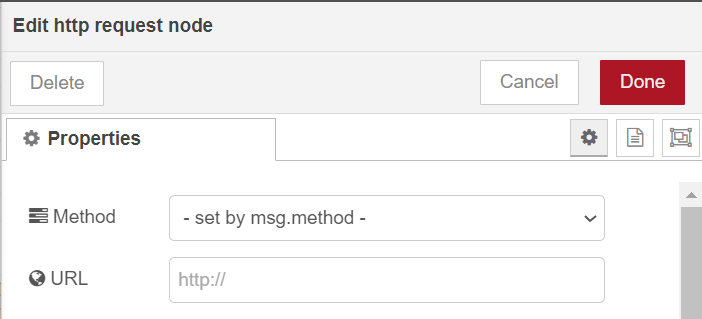 Edit http request node
Delete
Cancel
Done
Properties
Method
- set by msg.method -
URL
http://